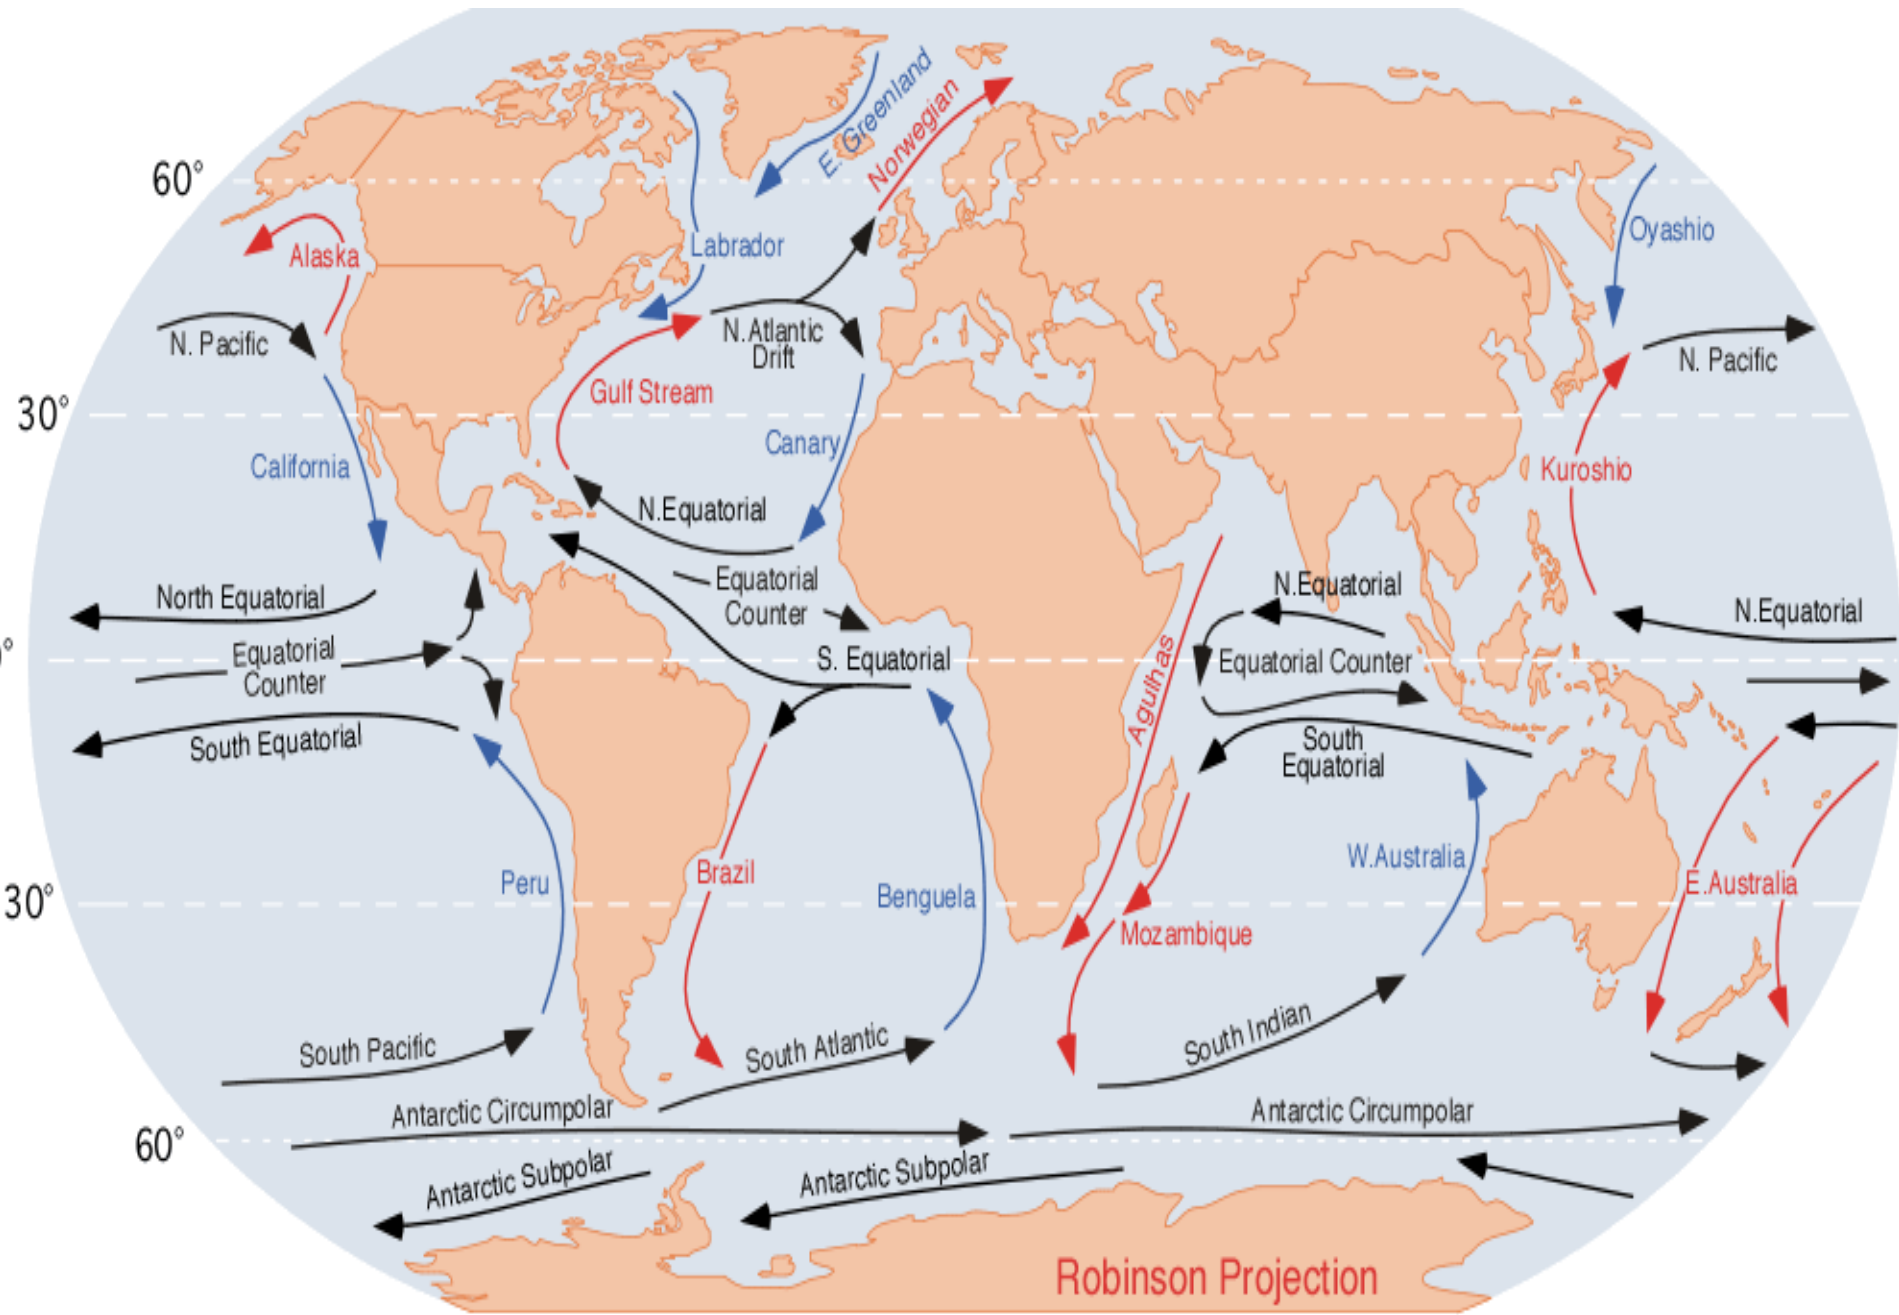 E. Greenland
Norwegian
60°
Labrador
Oyashio
Alaska
N. Pacific
N.Atlantic
Drift
N. Pacific
Gulf Stream
30°
California
Canary
Kuroshio
N.Equatorial
North Equatorial
Equatorial
Counter
N.Equatorial
N.Equatorial
0°
Equatorial
Counter
S. Equatorial
Agulhas
Equatorial Counter
South Equatorial
South
Equatorial
Peru
Brazil
Benguela
W.Australia
E.Australia
30°
Mozambique
South Pacific
South Atlantic
South Indian
Antarctic Circumpolar
Antarctic Circumpolar
60°
Antarctic Subpolar
Antarctic Subpolar
Robinson Projection